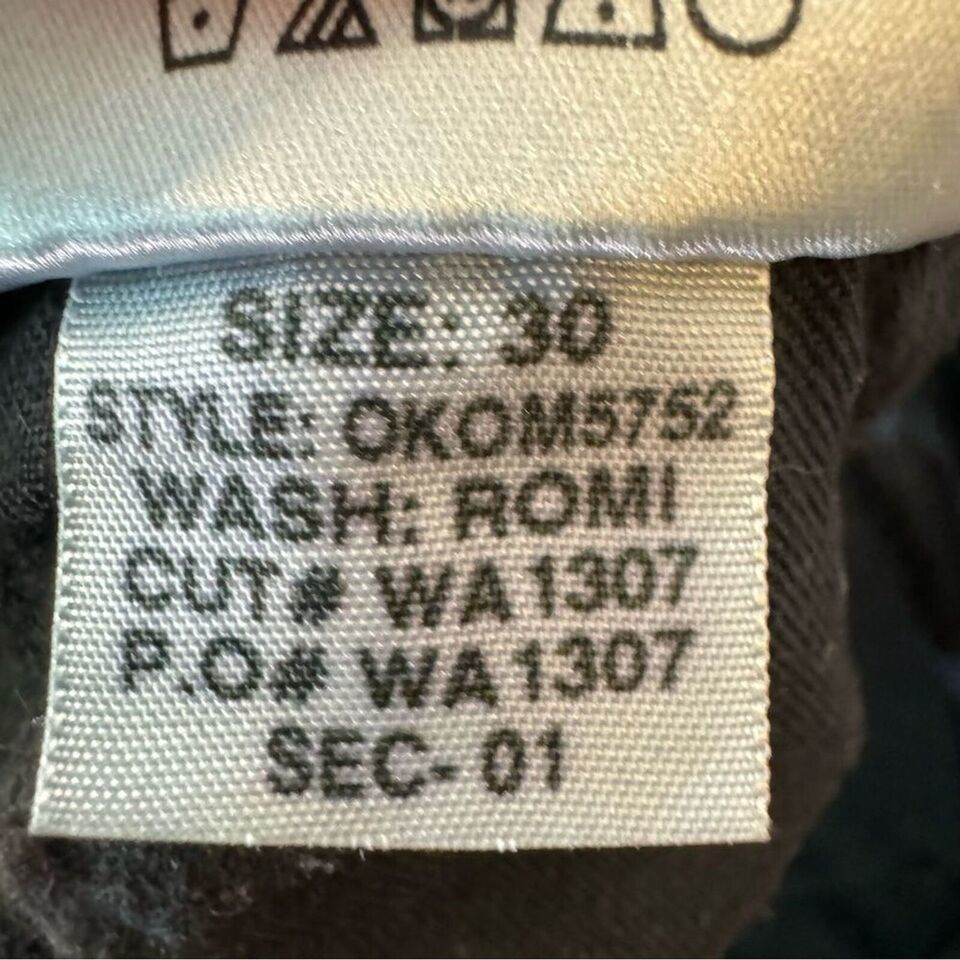 SIZE: 30
STYLE: OKOM5752
WASH: ROMI
CUT# WA1307
P.O# WA1307
SEC- 01